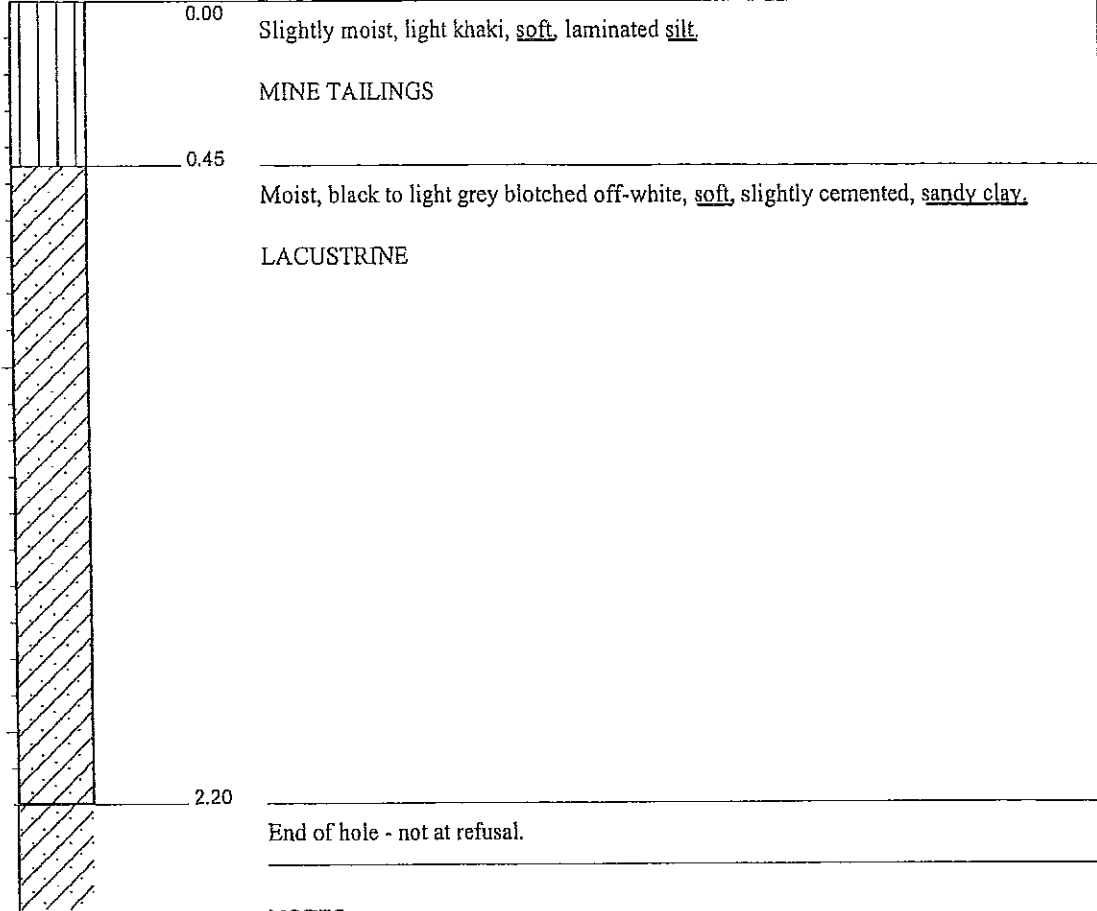 0.00
Slightly moist, light khaki, soft, laminated silt.
MINE TAILINGS
0.45
Moist, black to light grey blotched off-white, soft, slightly cemented, sandy clay.
LACUSTRINE
2.20
End of hole - not at refusal.